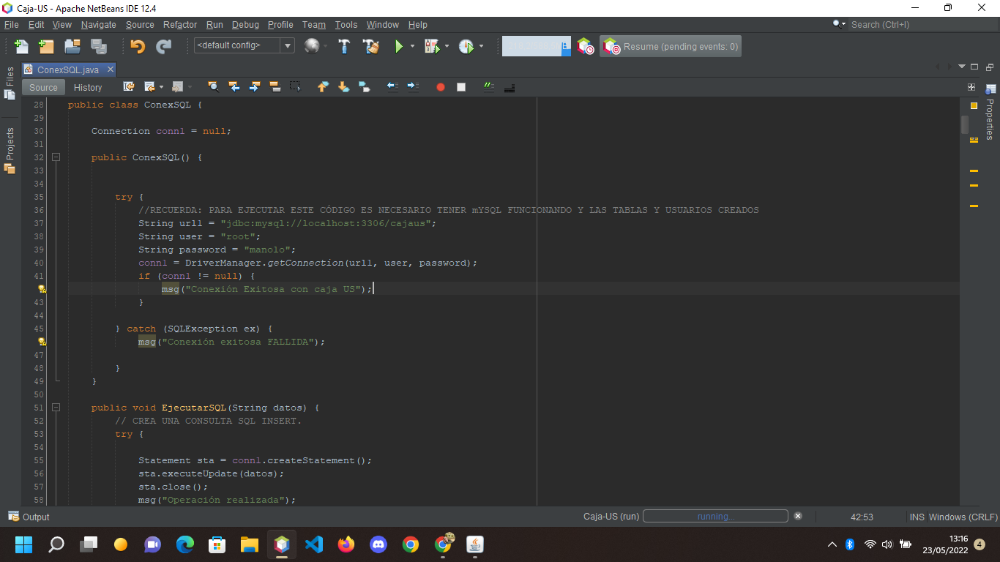 Caja-US - Apache NetBeans IDE 12.4
File Edit View Navigate Source Refactor Run Debug Profile Team Tools Window Help
Search (Ctrl+I)
<default config>
Resume (pending events: 0)
Files
Projects
ConexSQL.java
Source History
Properties
28 public class ConexSQL {
29
30 Connection conn1 = null;
31
32 public ConexSQL() {
33
34
35 try {
36 //RECUERDA: PARA EJECUTAR ESTE CÓDIGO ES NECESARIO TENER mYSQL FUNCIONANDO Y LAS TABLAS Y USUARIOS CREADOS
37 String url1 = "jdbc:mysql://localhost:3306/cajaus";
38 String user = "root";
39 String password = "manolo";
40 conn1 = DriverManager.getConnection(url1, user, password);
41 if (conn1 != null) {
msg("Conexión Exitosa con caja US");
43 }
44
45 } catch (SQLException ex) {
msg("Conexión exitosa FALLIDA");
47
48 }
49 }
50
51 public void EjecutarSQL(String datos) {
52 // CREA UNA CONSULTA SQL INSERT.
53 try {
54
55 Statement sta = conn1.createStatement();
56 sta.executeUpdate(datos);
57 sta.close();
58 msg("Operación realizada");
Output
Caja-US (run) running...
42:53
INS Windows (CRLF)
13:16
23/05/2022
4